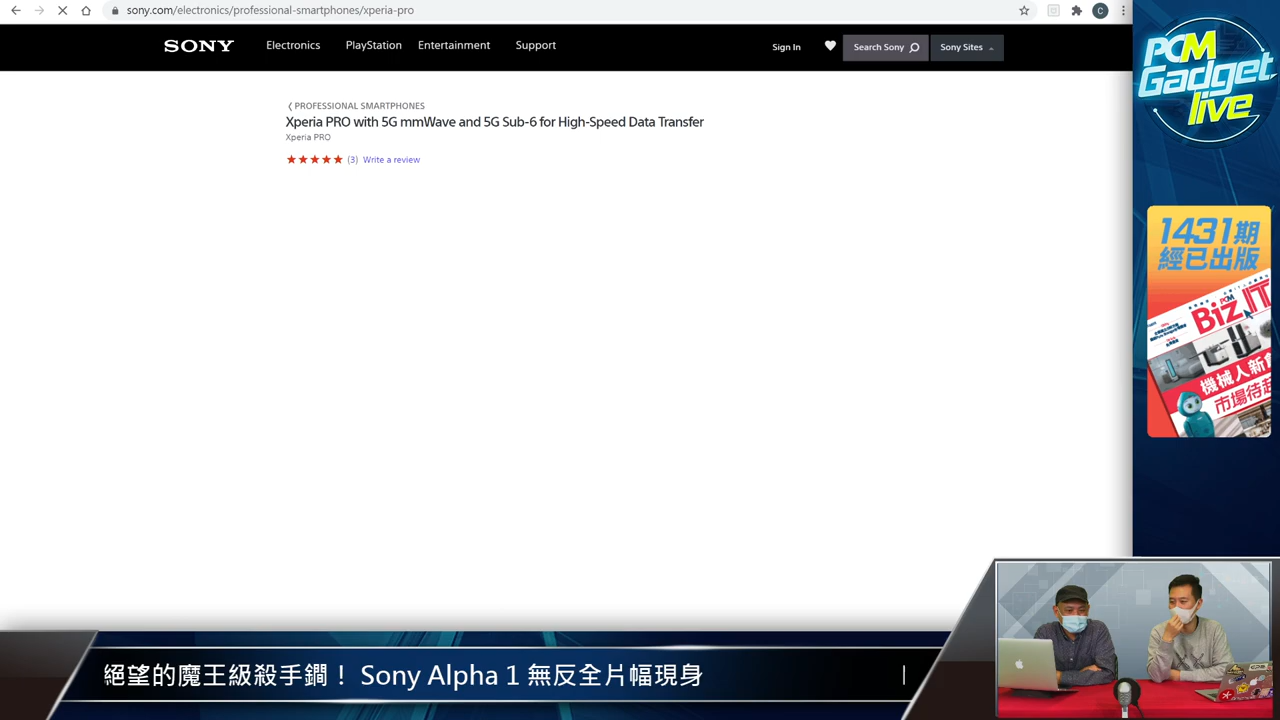 sony.com/electronics/professional-smartphones/xperia-pro
SONY
Electronics
PlayStation
Entertainment
Support
Sign In
Search Sony
Sony Sites
PROFESSIONAL SMARTPHONES
Xperia PRO with 5G mmWave and 5G Sub-6 for High-Speed Data Transfer
Xperia PRO
(3) Write a review
PCM
Gadget
live
1431期
經已出版
PCM
Biz.IT
機械人新
市場待
絕望的魔王級殺手鐧！ Sony Alpha 1 無反全片幅現身